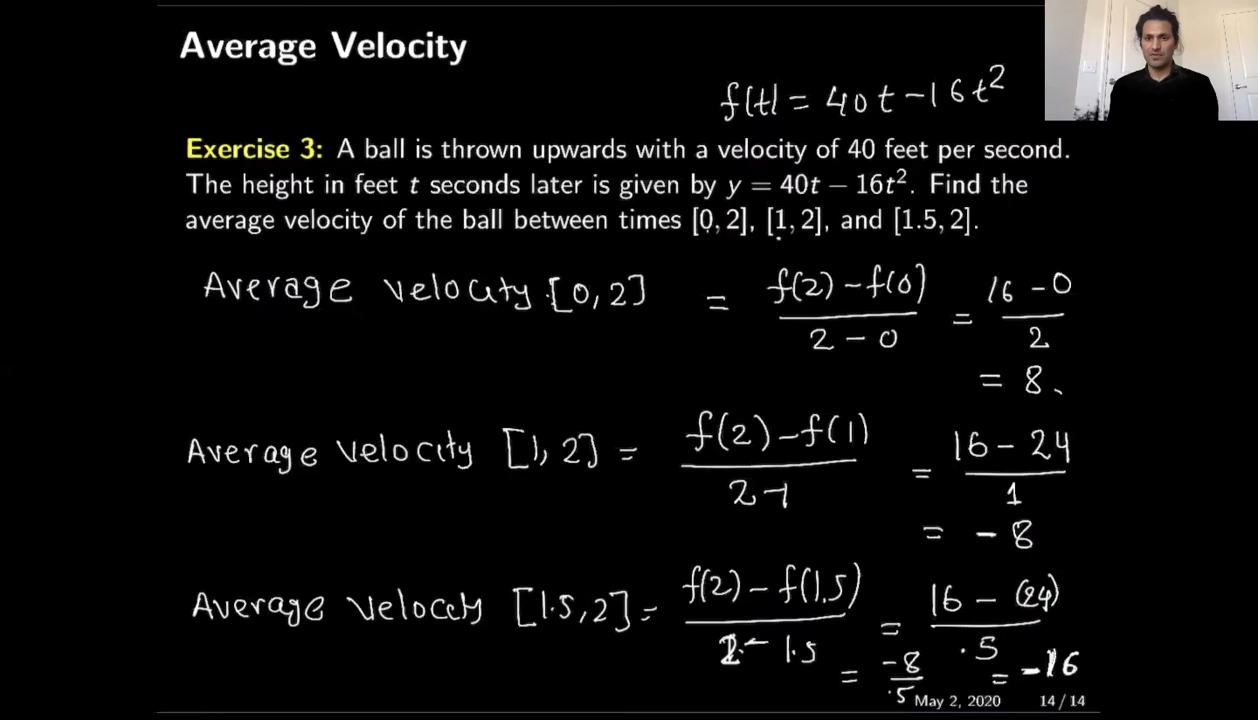 Average Velocity
f(t) = 40t − 16t²
Exercise 3: A ball is thrown upwards with a velocity of 40 feet per second.
The height in feet t seconds later is given by y = 40t − 16t². Find the
average velocity of the ball between times [0, 2], [1, 2], and [1.5, 2].
Average velocity [0, 2] = f(2) − f(0) / 2 − 0 = 16 − 0 / 2
= 8.
Average velocity [1, 2] = f(2) − f(1) / 2 − 1 = 16 − 24 / 1
= − 8
Average velocity [1.5, 2] = f(2) − f(1.5) / 2 − 1.5 = 16 − (24) / .5
= −8 / .5 = −16
May 2, 2020 14 / 14